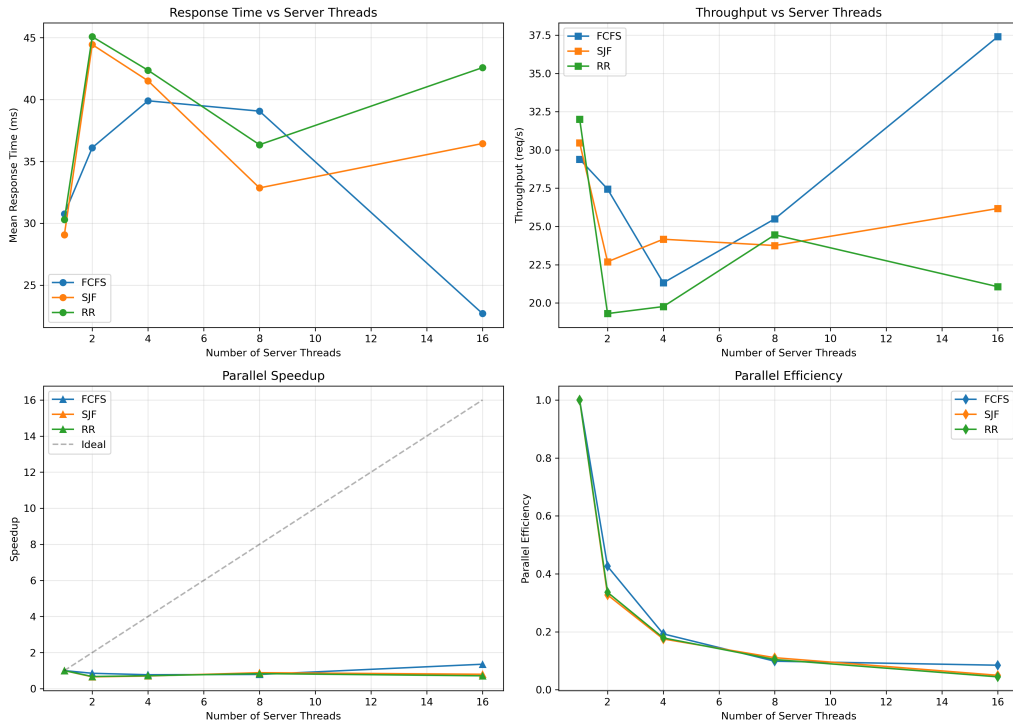 Response Time vs Server Threads
45
40
35
30
25
Mean Response Time (ms)
FCFS
SJF
RR
2 4 6 8 10 12 14 16
Number of Server Threads
Throughput vs Server Threads
37.5
35.0
32.5
30.0
27.5
25.0
22.5
20.0
Throughput (req/s)
FCFS
SJF
RR
2 4 6 8 10 12 14 16
Number of Server Threads
Parallel Speedup
16
14
12
10
8
6
4
2
0
Speedup
FCFS
SJF
RR
Ideal
2 4 6 8 10 12 14 16
Number of Server Threads
Parallel Efficiency
1.0
0.8
0.6
0.4
0.2
0.0
Parallel Efficiency
FCFS
SJF
RR
2 4 6 8 10 12 14 16
Number of Server Threads